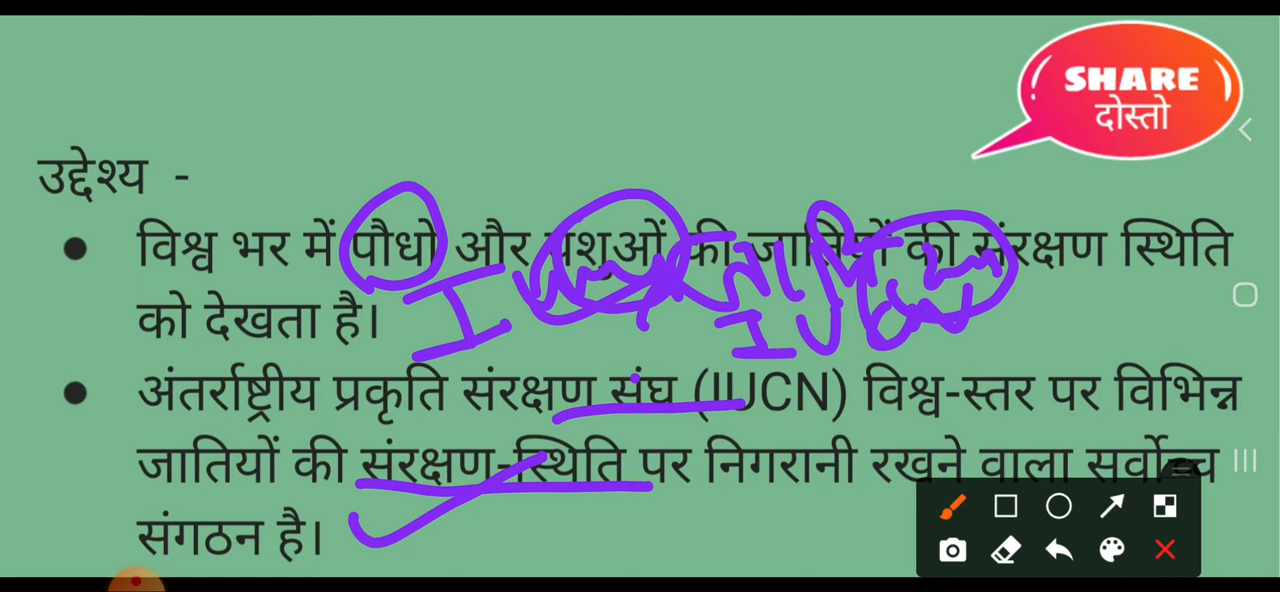 SHARE
दोस्तो
उद्देश्य -
विश्व भर में पौधो और पशुओं की जातियों की संरक्षण स्थिति
को देखता है।
अंतर्राष्ट्रीय प्रकृति संरक्षण संघ (IUCN) विश्व-स्तर पर विभिन्न
जातियों की संरक्षण-स्थिति पर निगरानी रखने वाला सर्वोच्च
संगठन है।